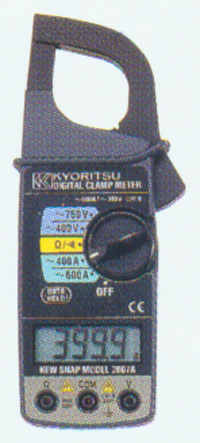 KYORITSU
DIGITAL CLAMP METER
~750V
~400V
Ω/
~400A
~600A
DATA HOLD
OFF
CE
3999
KEW SNAP MODEL 2007A
Ω COM V